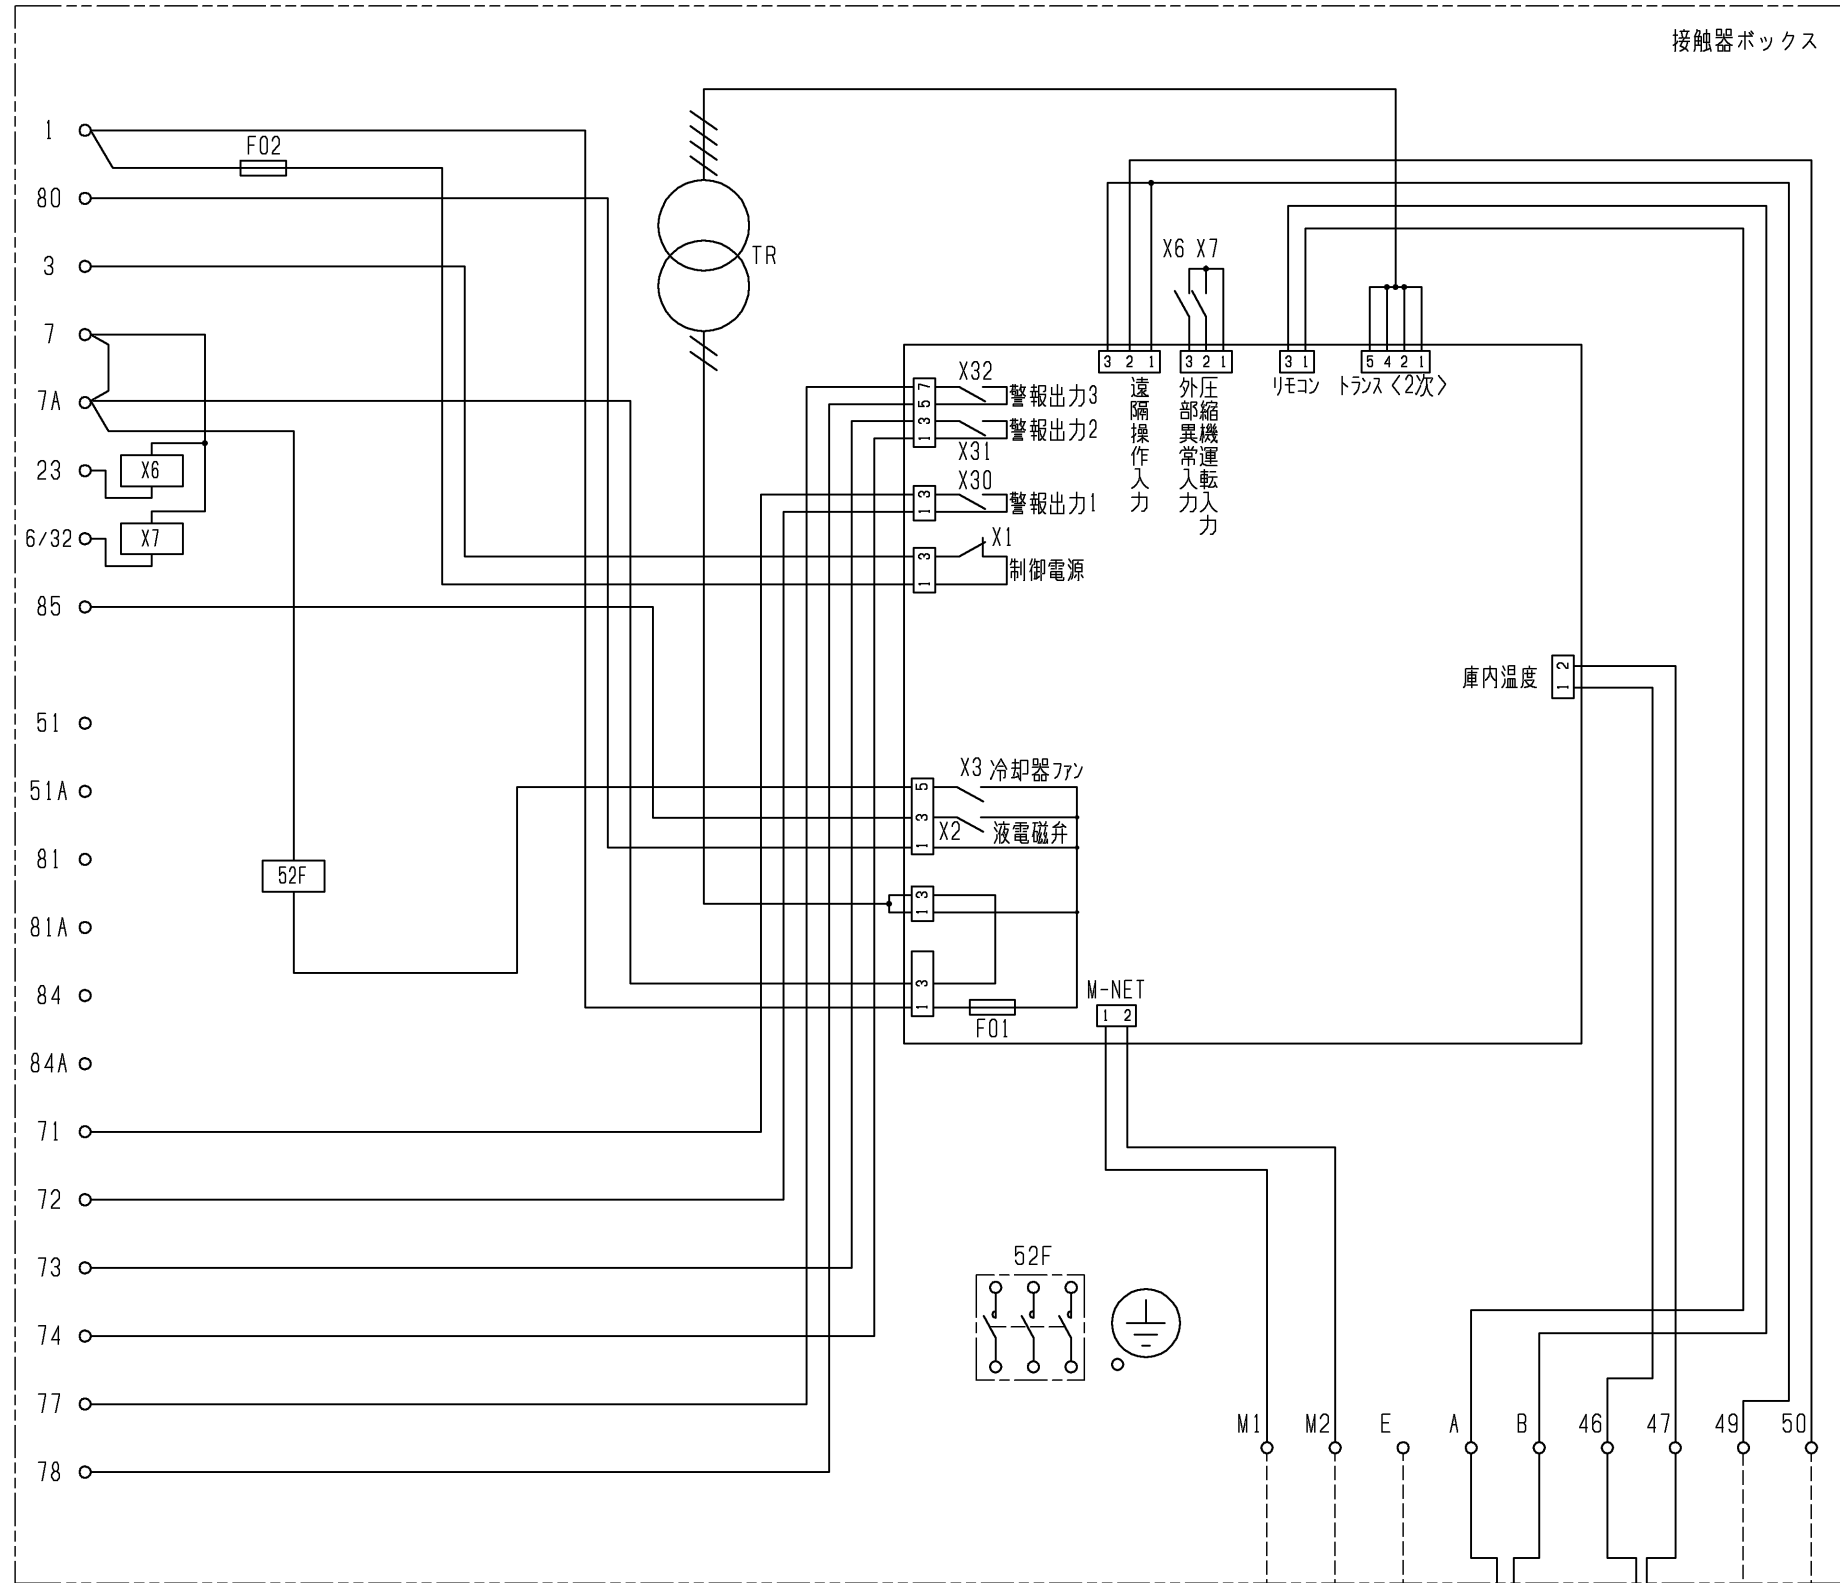 接触器ボックス
1
F02
80
3
TR
X6 X7
7
7A
23
X6
6/32
X7
85
51
51A
81
52F
81A
84
84A
71
72
73
74
77
78
3 2 1
遠隔操作入力
3 2 1
外部異常入力
圧縮機運転入力
3 1
リモコン
5 4 2 1
トランス〈2次〉
7 5 3 1
X32
警報出力3
警報出力2
X31
X30
3 1
警報出力1
X1
3 1
制御電源
庫内温度
2 1
X3 冷却器ファン
5 3 1
X2 液電磁弁
3 1
3 1
F01
M-NET
1 2
52F
M1 M2 E A B 46 47 49 50